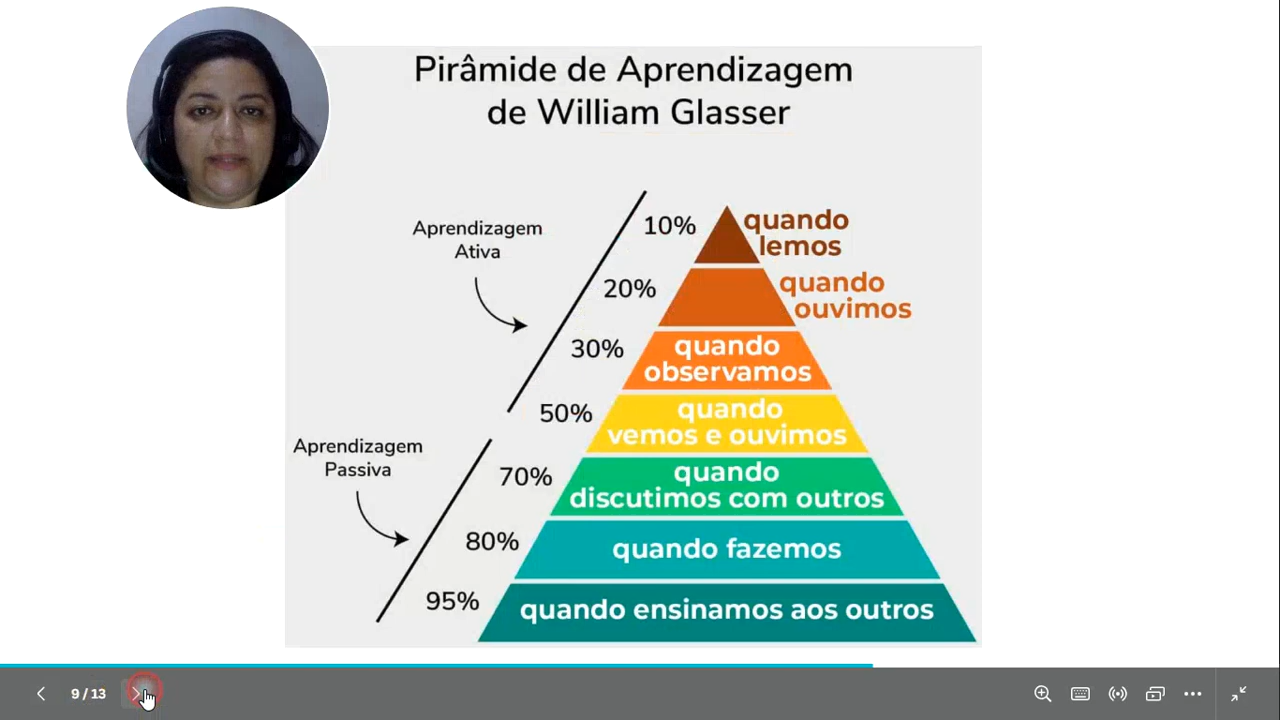 Pirâmide de Aprendizagem
de William Glasser
Aprendizagem
Ativa
10%
quando
lemos
20%
quando
ouvimos
30%
quando
observamos
50%
quando
vemos e ouvimos
Aprendizagem
Passiva
70%
quando
discutimos com outros
80%
quando fazemos
95%
quando ensinamos aos outros
9 / 13